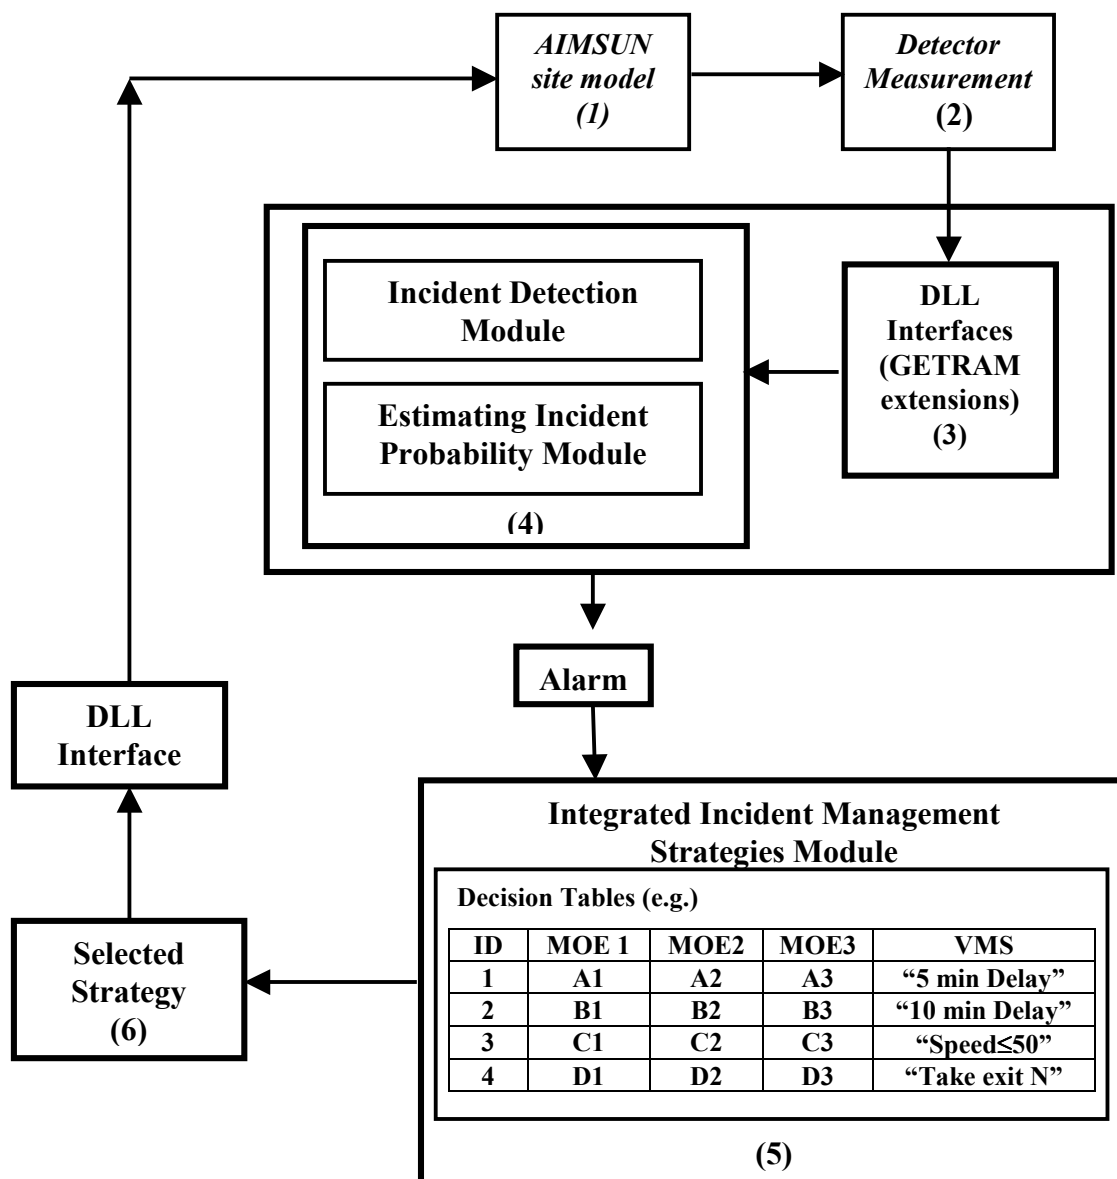 AIMSUN
site model
(1)
Detector
Measurement
(2)
Incident Detection
Module
Estimating Incident
Probability Module
(4)
DLL
Interfaces
(GETRAM
extensions)
(3)
Alarm
DLL
Interface
Integrated Incident Management
Strategies Module
Decision Tables (e.g.)
ID MOE 1 MOE2 MOE3 VMS
1 A1 A2 A3 “5 min Delay”
2 B1 B2 B3 “10 min Delay”
3 C1 C2 C3 “Speed≤50”
4 D1 D2 D3 “Take exit N”
(5)
Selected
Strategy
(6)